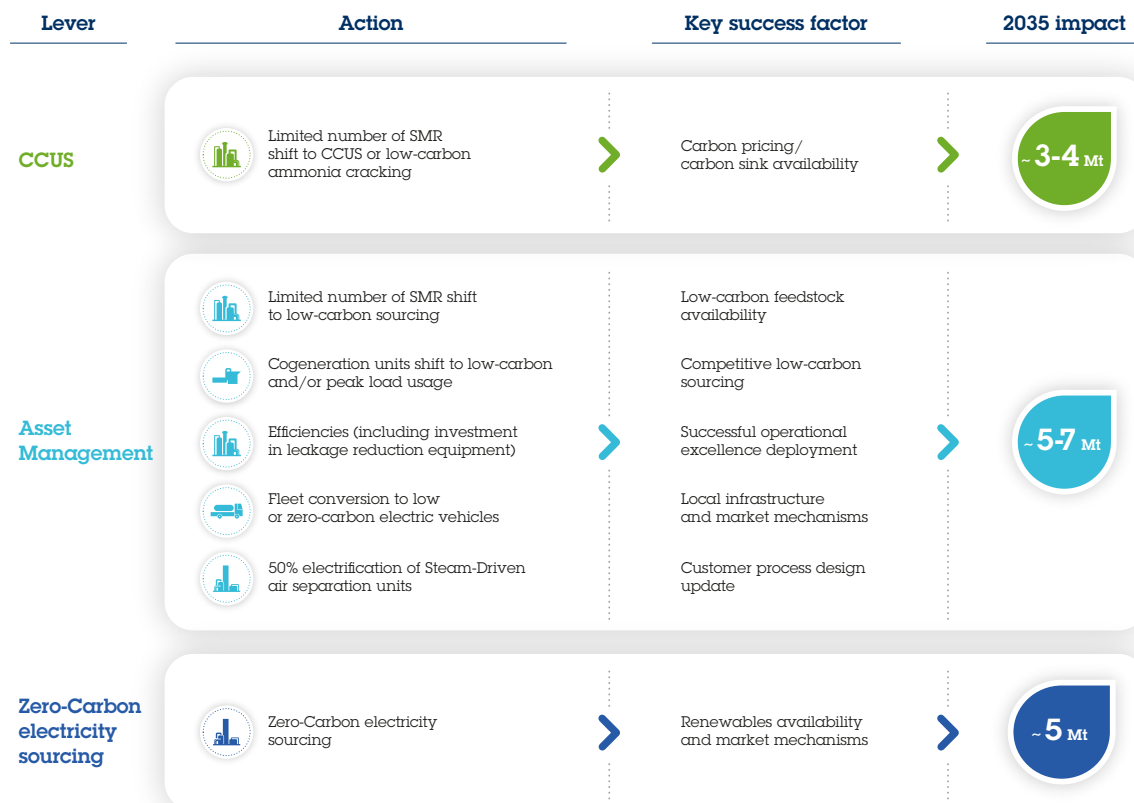 Lever
Action
Key success factor
2035 impact
CCUS
Limited number of SMR
shift to CCUS or low-carbon
ammonia cracking
Carbon pricing/
carbon sink availability
~ 3-4 Mt
Asset
Management
Limited number of SMR shift
to low-carbon sourcing
Low-carbon feedstock
availability
Cogeneration units shift to low-carbon
and/or peak load usage
Competitive low-carbon
sourcing
Efficiencies (including investment
in leakage reduction equipment)
Successful operational
excellence deployment
Fleet conversion to low
or zero-carbon electric vehicles
Local infrastructure
and market mechanisms
50% electrification of Steam-Driven
air separation units
Customer process design
update
~ 5-7 Mt
Zero-Carbon
electricity
sourcing
Zero-Carbon electricity
sourcing
Renewables availability
and market mechanisms
~ 5 Mt